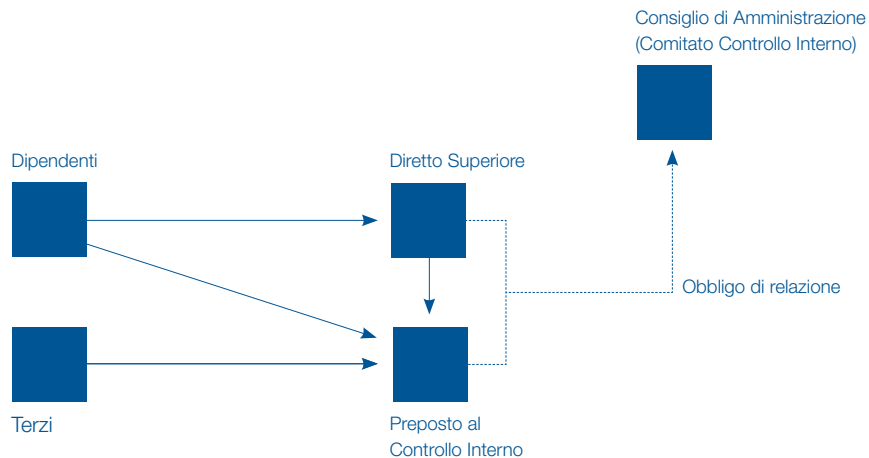 Consiglio di Amministrazione
(Comitato Controllo Interno)
Dipendenti
Diretto Superiore
Obbligo di relazione
Terzi
Preposto al
Controllo Interno